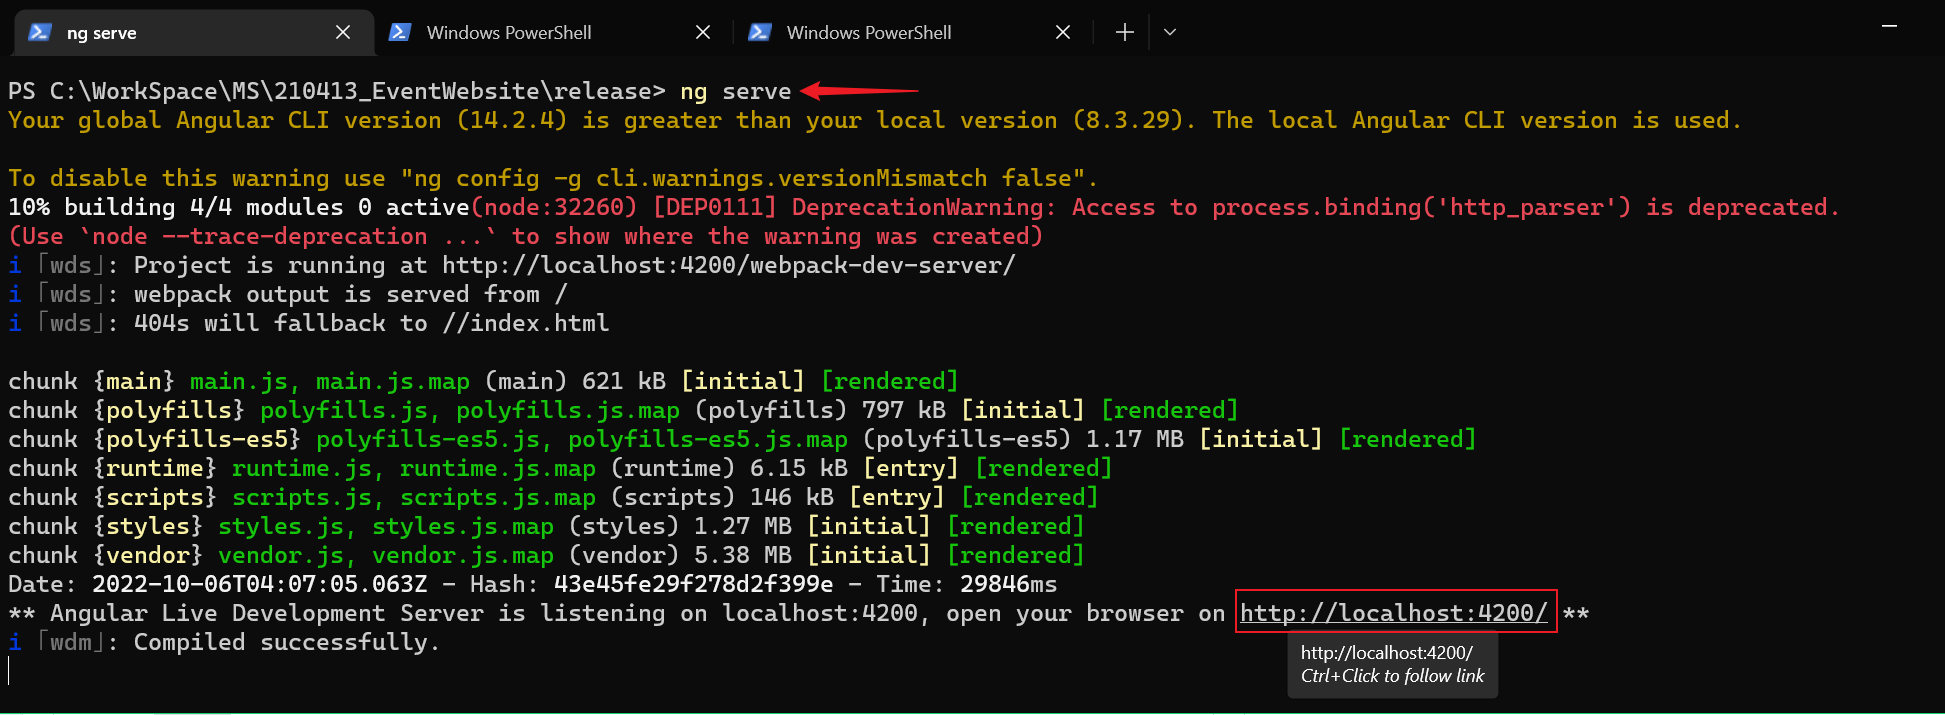 ng serve
Windows PowerShell
Windows PowerShell
PS C:\WorkSpace\MS\210413_EventWebsite\release> ng serve
Your global Angular CLI version (14.2.4) is greater than your local version (8.3.29). The local Angular CLI version is used.
To disable this warning use "ng config -g cli.warnings.versionMismatch false".
10% building 4/4 modules 0 active(node:32260) [DEP0111] DeprecationWarning: Access to process.binding('http_parser') is deprecated.
(Use `node --trace-deprecation ...` to show where the warning was created)
i ｢wds｣: Project is running at http://localhost:4200/webpack-dev-server/
i ｢wds｣: webpack output is served from /
i ｢wds｣: 404s will fallback to //index.html
chunk {main} main.js, main.js.map (main) 621 kB [initial] [rendered]
chunk {polyfills} polyfills.js, polyfills.js.map (polyfills) 797 kB [initial] [rendered]
chunk {polyfills-es5} polyfills-es5.js, polyfills-es5.js.map (polyfills-es5) 1.17 MB [initial] [rendered]
chunk {runtime} runtime.js, runtime.js.map (runtime) 6.15 kB [entry] [rendered]
chunk {scripts} scripts.js, scripts.js.map (scripts) 146 kB [entry] [rendered]
chunk {styles} styles.js, styles.js.map (styles) 1.27 MB [initial] [rendered]
chunk {vendor} vendor.js, vendor.js.map (vendor) 5.38 MB [initial] [rendered]
Date: 2022-10-06T04:07:05.063Z - Hash: 43e45fe29f278d2f399e - Time: 29846ms
** Angular Live Development Server is listening on localhost:4200, open your browser on http://localhost:4200/ **
i ｢wdm｣: Compiled successfully.
http://localhost:4200/
Ctrl+Click to follow link